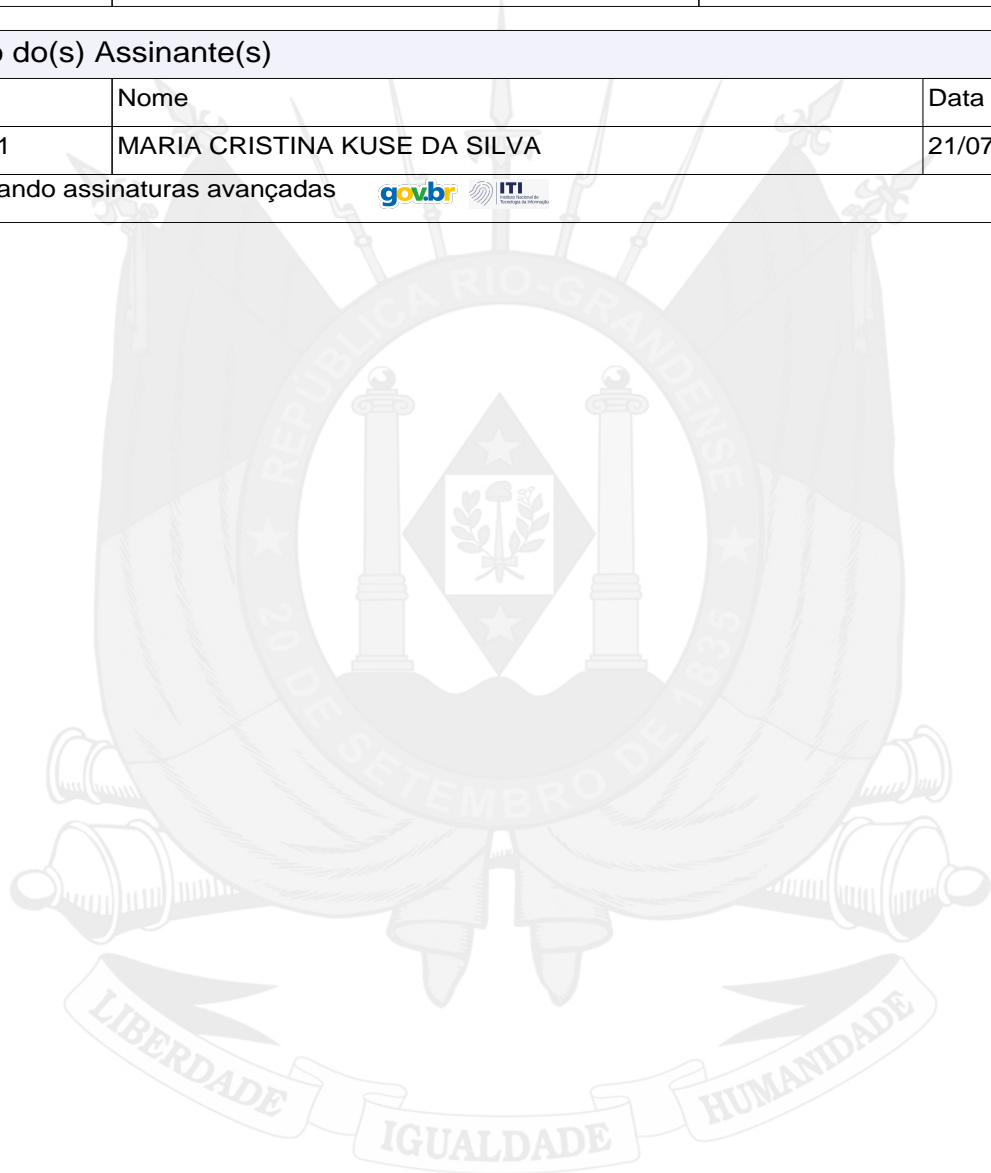 o do(s) Assinante(s)
Nome Data
1 MARIA CRISTINA KUSE DA SILVA 21/07
ando assinaturas avançadas gov.br ITI
REPÚBLICA RIO-GRANDENSE
20 DE SETEMBRO DE 1835
LIBERDADE IGUALDADE HUMANIDADE